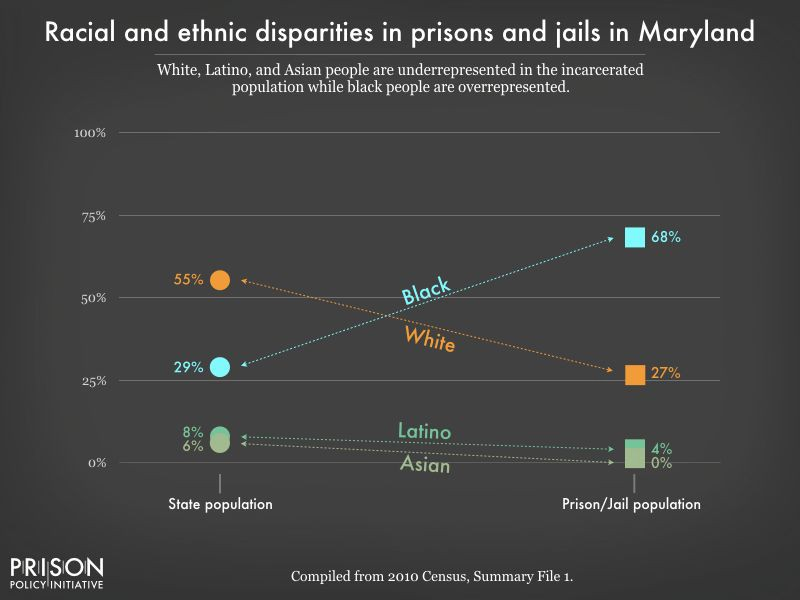 Racial and ethnic disparities in prisons and jails in Maryland
White, Latino, and Asian people are underrepresented in the incarcerated
population while black people are overrepresented.
100%
75%
68%
55%
Black
50%
White
29%
27%
25%
8%
Latino
6%
4%
0%
Asian
0%
State population
Prison/Jail population
PRISON
POLICY INITIATIVE
Compiled from 2010 Census, Summary File 1.